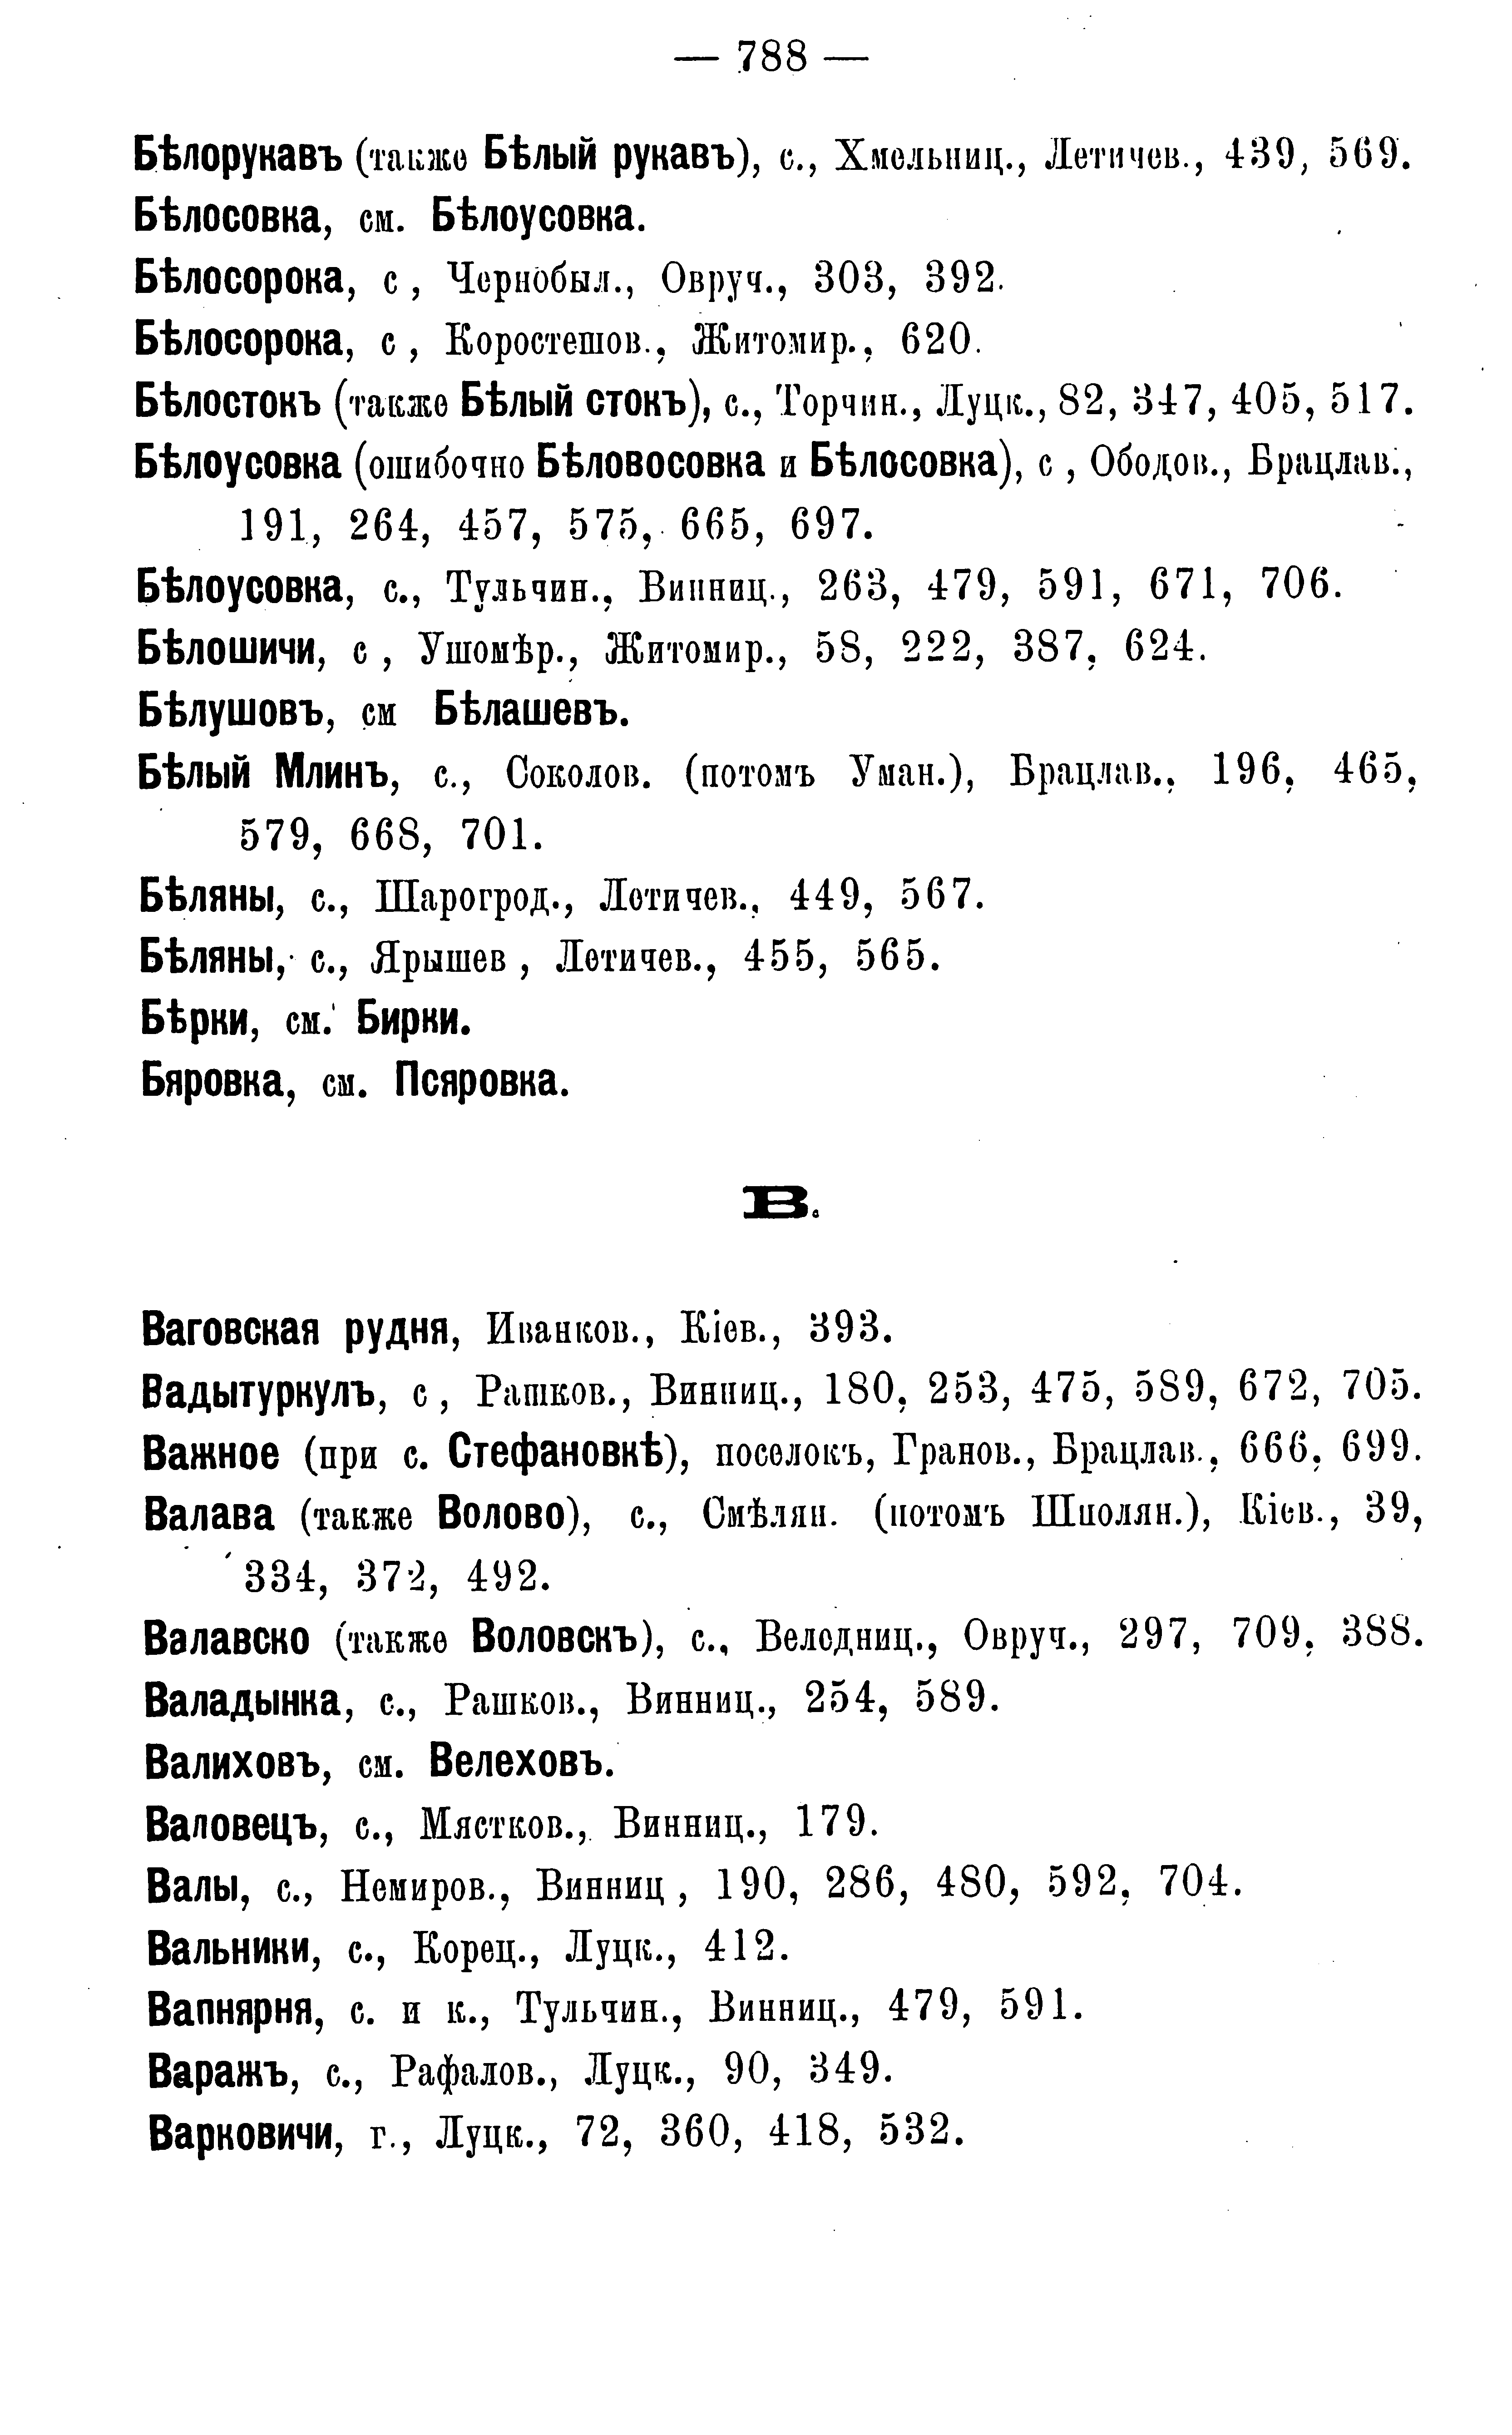 — 788 —
Бѣлорукавъ (также Бѣлый рукавъ), с., Хмельниц., Летичев., 439, 569.
Бѣлосовка, см. Бѣлоусовка.
Бѣлосорока, с , Чернобыл., Овруч., 303, 392.
Бѣлосорока, с , Коростешов., Житомир., 620.
Бѣлостокъ (также Бѣлый стокъ), с., Торчин., Луцк., 82, 347, 405, 517.
Бѣлоусовка (ошибочно Бѣловосовка и Бѣлосовка), с , Ободов., Брацлав.,
191, 264, 457, 575, 665, 697.
Бѣлоусовка, с., Тульчин., Винниц., 263, 479, 591, 671, 706.
Бѣлошичи, с , Ушомѣр., Житомир., 58, 222, 387, 624.
Бѣлушовъ, см Бѣлашевъ.
Бѣлый Млинъ, с., Соколов. (потомъ Уман.), Брацлав., 196, 465,
579, 668, 701.
Бѣляны, с., Шарогрод., Летичев., 449, 567.
Бѣляны, с., Ярышев , Летичев., 455, 565.
Бѣрки, см. Бирки.
Бяровка, см. Псяровка.
В.
Ваговская рудня, Иванков., Кіев., 393.
Вадытуркулъ, с , Рашков., Винниц., 180, 253, 475, 589, 672, 705.
Важное (при с. Стефановкѣ), поселокъ, Гранов., Брацлав., 666, 699.
Валава (также Волово), с., Смѣлян. (потомъ Шполян.), Кіев., 39,
334, 372, 492.
Валавско (также Воловскъ), с., Веледниц., Овруч., 297, 709, 388.
Валадынка, с., Рашков., Винниц., 254, 589.
Валиховъ, см. Велеховъ.
Валовецъ, с., Мястков., Винниц., 179.
Валы, с., Немиров., Винниц , 190, 286, 480, 592, 704.
Вальники, с., Корец., Луцк., 412.
Вапнярня, с. и к., Тульчин., Винниц., 479, 591.
Варажъ, с., Рафалов., Луцк., 90, 349.
Варковичи, г., Луцк., 72, 360, 418, 532.